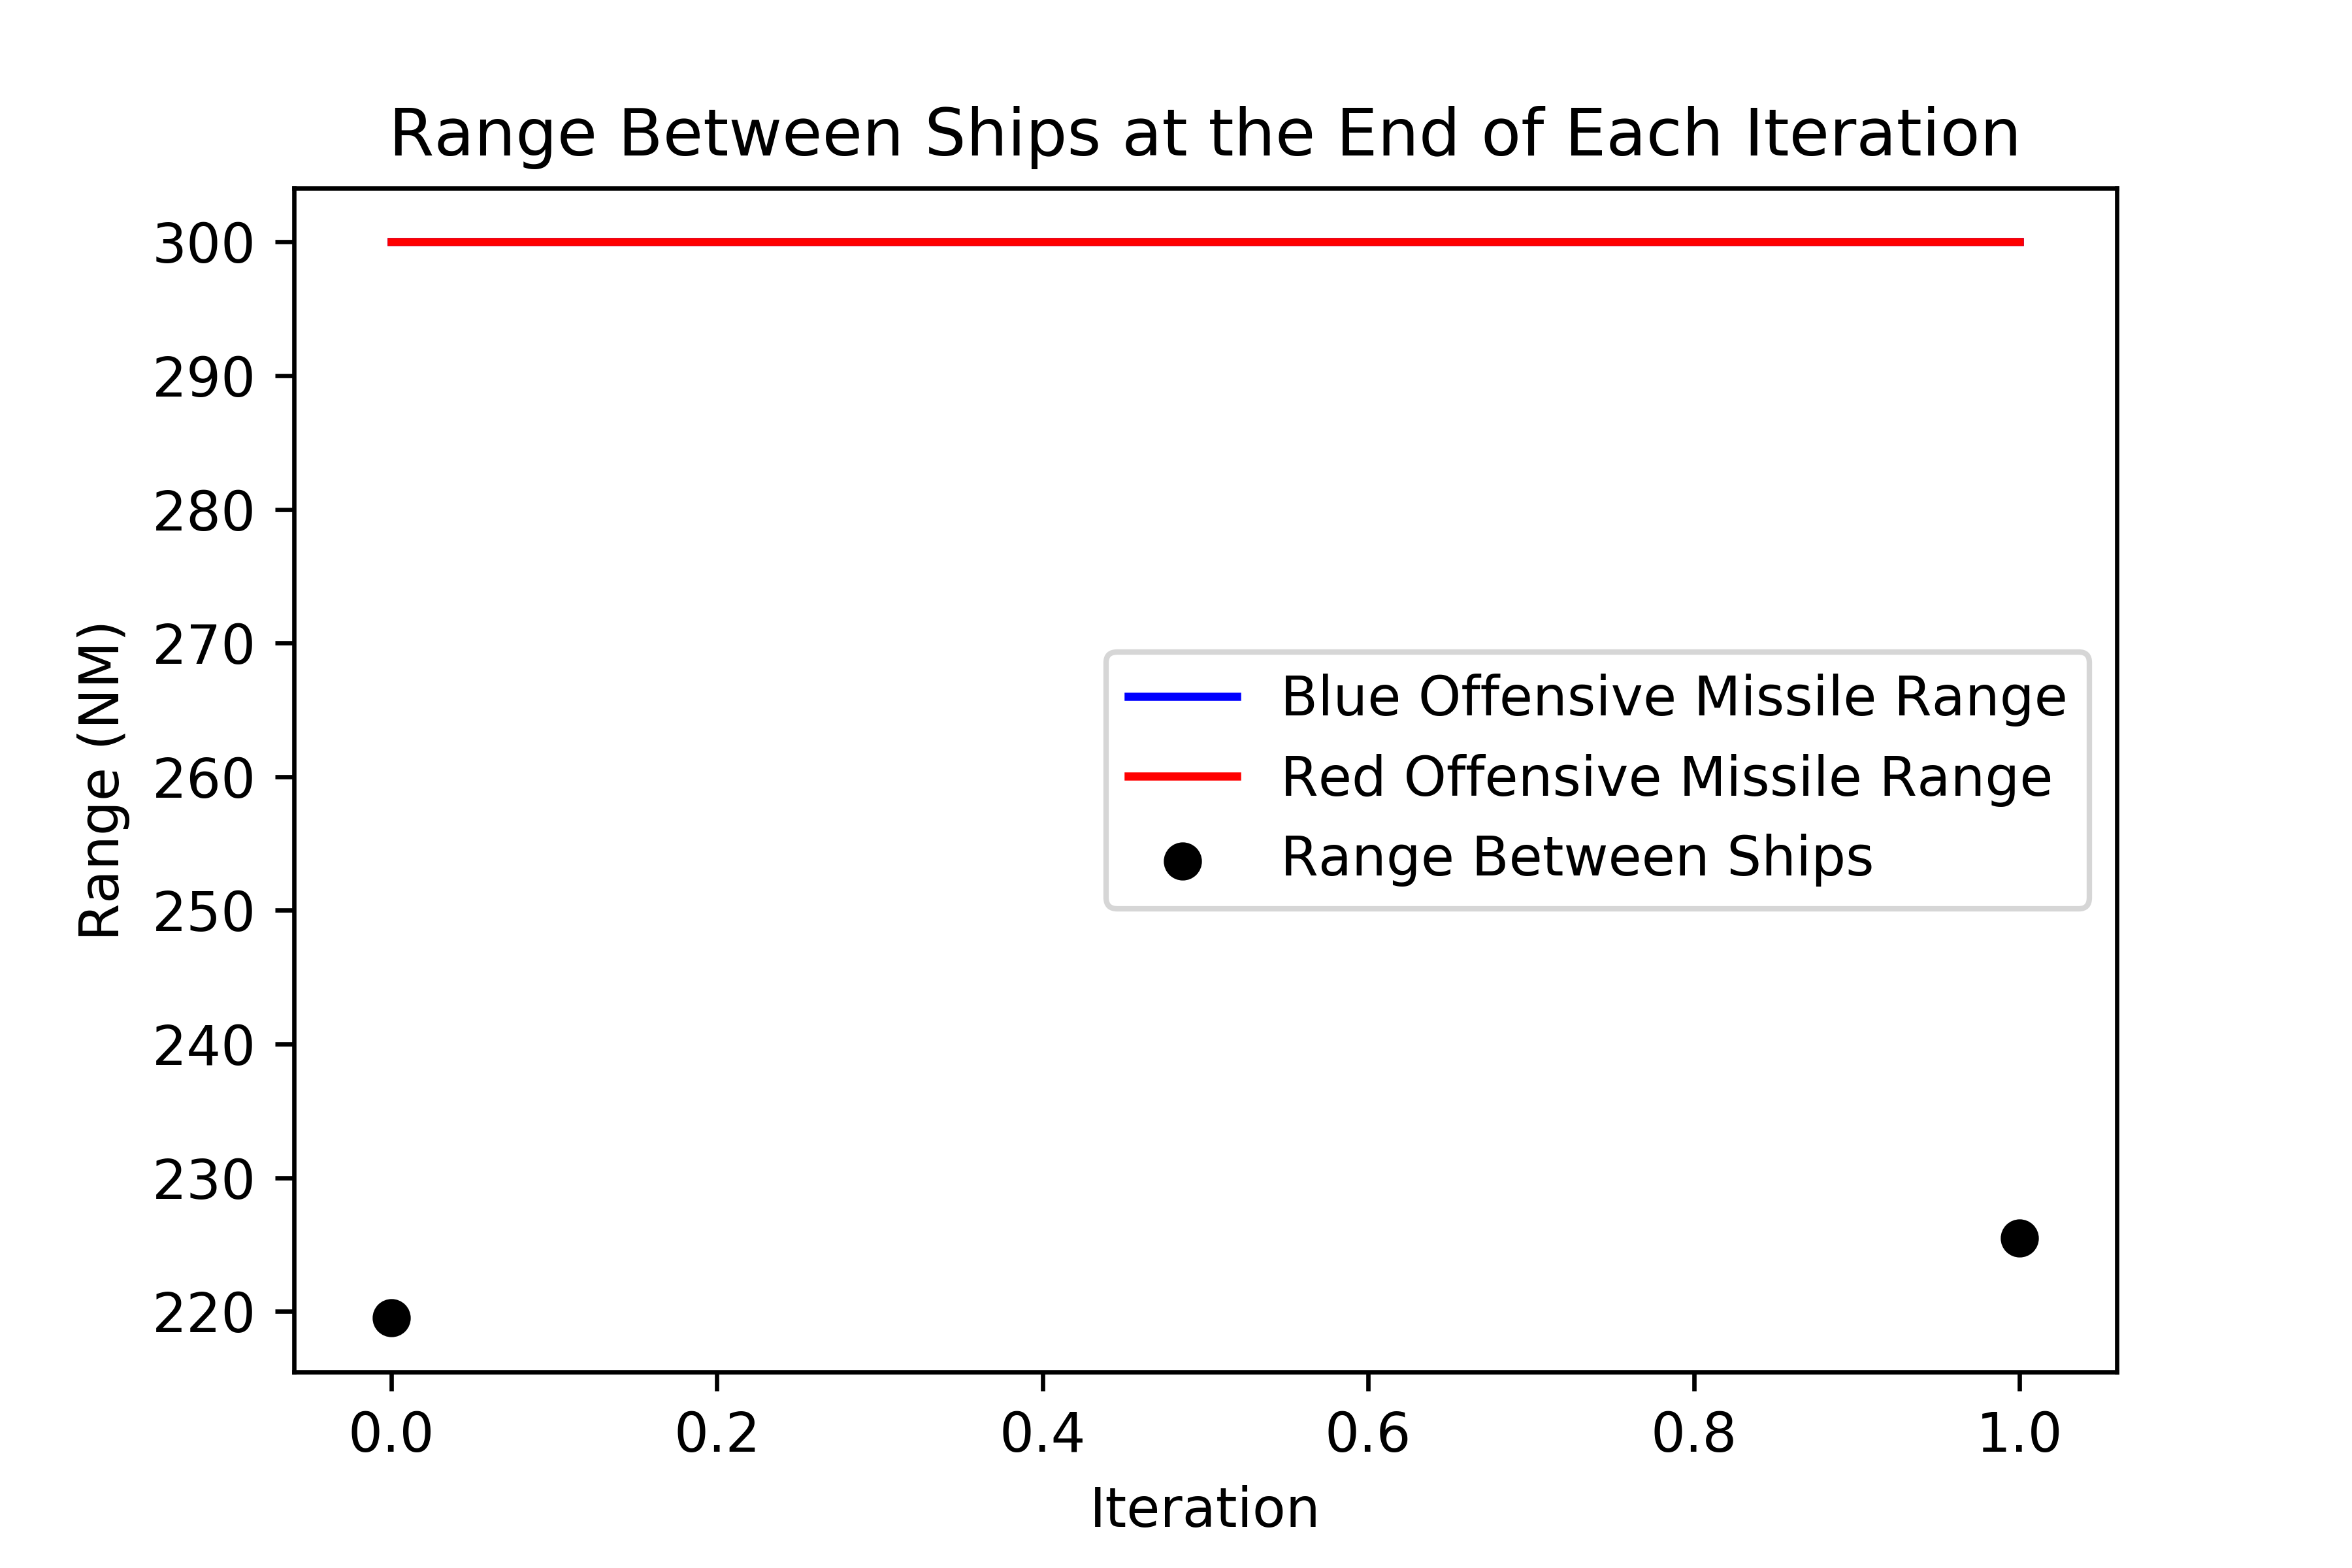 Range Between Ships at the End of Each Iteration
300
290
280
270
260
250
240
230
220
Range (NM)
Blue Offensive Missile Range
Red Offensive Missile Range
Range Between Ships
0.0 0.2 0.4 0.6 0.8 1.0
Iteration